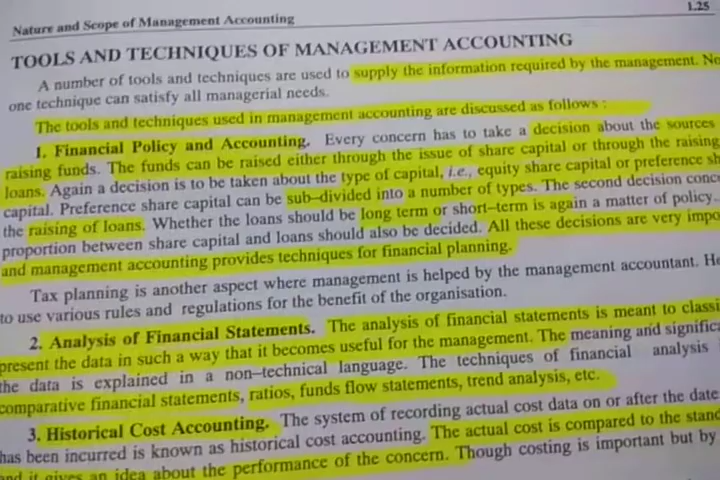 Nature and Scope of Management Accounting
1.25
TOOLS AND TECHNIQUES OF MANAGEMENT ACCOUNTING
A number of tools and techniques are used to supply the information required by the management. No
one technique can satisfy all managerial needs.
The tools and techniques used in management accounting are discussed as follows :
1. Financial Policy and Accounting. Every concern has to take a decision about the sources
raising funds. The funds can be raised either through the issue of share capital or through the raising
loans. Again a decision is to be taken about the type of capital, i.e., equity share capital or preference sh
capital. Preference share capital can be sub-divided into a number of types. The second decision conc
the raising of loans. Whether the loans should be long term or short-term is again a matter of policy.
proportion between share capital and loans should also be decided. All these decisions are very impo
and management accounting provides techniques for financial planning.
Tax planning is another aspect where management is helped by the management accountant. He
to use various rules and regulations for the benefit of the organisation.
2. Analysis of Financial Statements. The analysis of financial statements is meant to classi
present the data in such a way that it becomes useful for the management. The meaning and significa
the data is explained in a non-technical language. The techniques of financial analysis
comparative financial statements, ratios, funds flow statements, trend analysis, etc.
3. Historical Cost Accounting. The system of recording actual cost data on or after the date
has been incurred is known as historical cost accounting. The actual cost is compared to the stand
and it gives an idea about the performance of the concern. Though costing is important but by